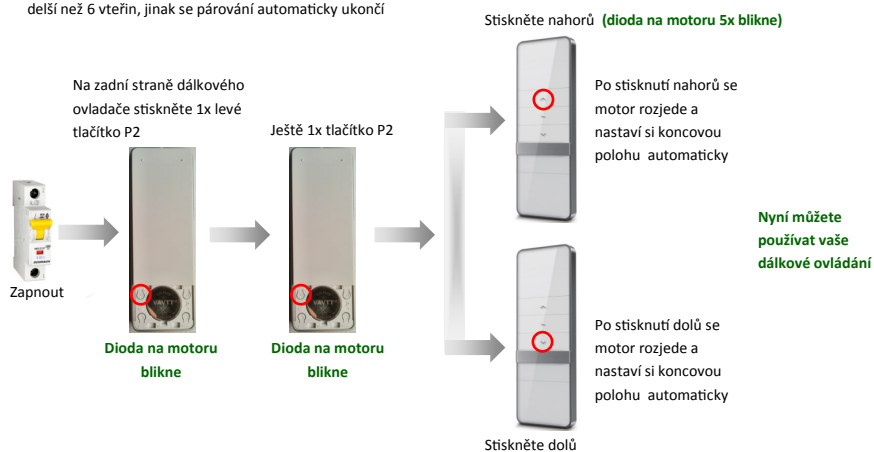 delší než 6 vteřin, jinak se párování automaticky ukončí
Stiskněte nahorů (dioda na motoru 5x blikne)
Na zadní straně dálkového
ovladače stiskněte 1x levé
tlačítko P2
Ještě 1x tlačítko P2
Po stisknutí nahorů se
motor rozjede a
nastaví si koncovou
polohu automaticky
Zapnout
Dioda na motoru
blikne
Dioda na motoru
blikne
Nyní můžete
používat vaše
dálkové ovládání
Po stisknutí dolů se
motor rozjede a
nastaví si koncovou
polohu automaticky
Stiskněte dolů